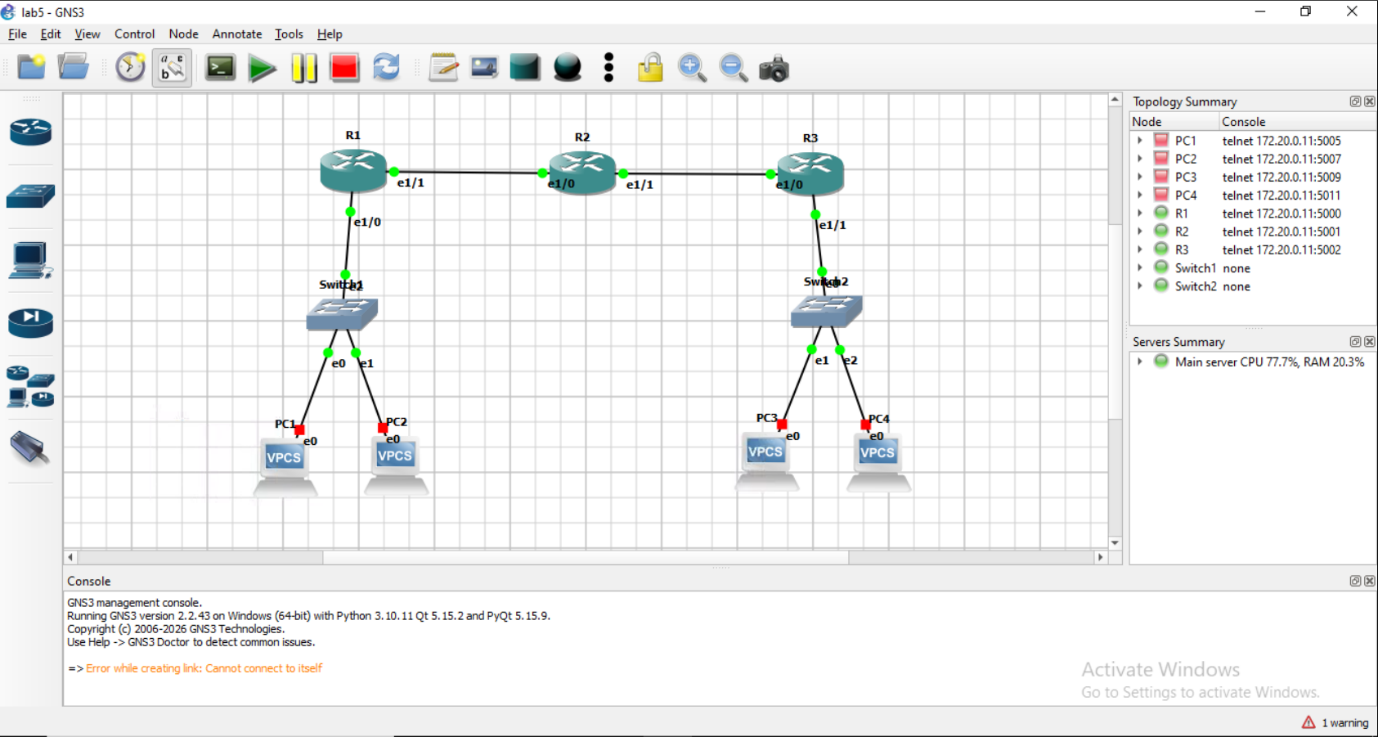 lab5 - GNS3
File Edit View Control Node Annotate Tools Help
R1
R2
R3
e1/1
e1/0
e1/1
e1/0
e1/0
e1/1
Switch1
e2
Switch2
e0
e0
e1
e1
e2
PC1
PC2
PC3
PC4
e0
e0
e0
e0
VPCS
VPCS
VPCS
VPCS
Topology Summary
Node Console
PC1 telnet 172.20.0.11:5005
PC2 telnet 172.20.0.11:5007
PC3 telnet 172.20.0.11:5009
PC4 telnet 172.20.0.11:5011
R1 telnet 172.20.0.11:5000
R2 telnet 172.20.0.11:5001
R3 telnet 172.20.0.11:5002
Switch1 none
Switch2 none
Servers Summary
Main server CPU 77.7%, RAM 20.3%
Console
GNS3 management console.
Running GNS3 version 2.2.43 on Windows (64-bit) with Python 3.10.11 Qt 5.15.2 and PyQt 5.15.9.
Copyright (c) 2006-2026 GNS3 Technologies.
Use Help -> GNS3 Doctor to detect common issues.
=> Error while creating link: Cannot connect to itself
Activate Windows
Go to Settings to activate Windows.
1 warning